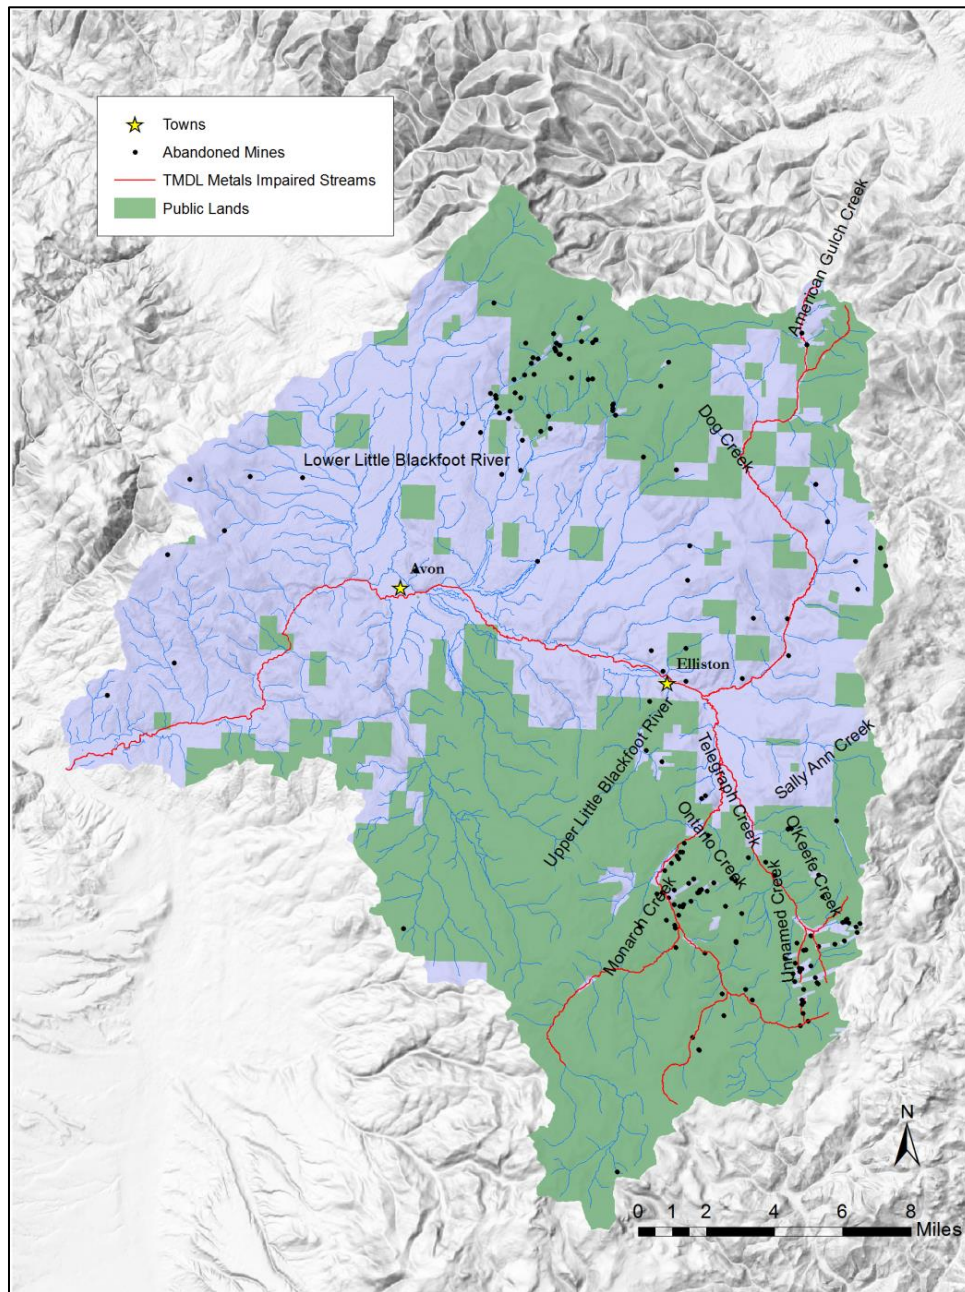 Towns
Abandoned Mines
TMDL Metals Impaired Streams
Public Lands
American Gulch Creek
Dog Creek
Lower Little Blackfoot River
Avon
Elliston
Upper Little Blackfoot River
Telegraph Creek
Sally Ann Creek
Ontario Creek
O'Keefe Creek
Monarch Creek
Unnamed Creek
N
0 1 2 4 6 8
Miles